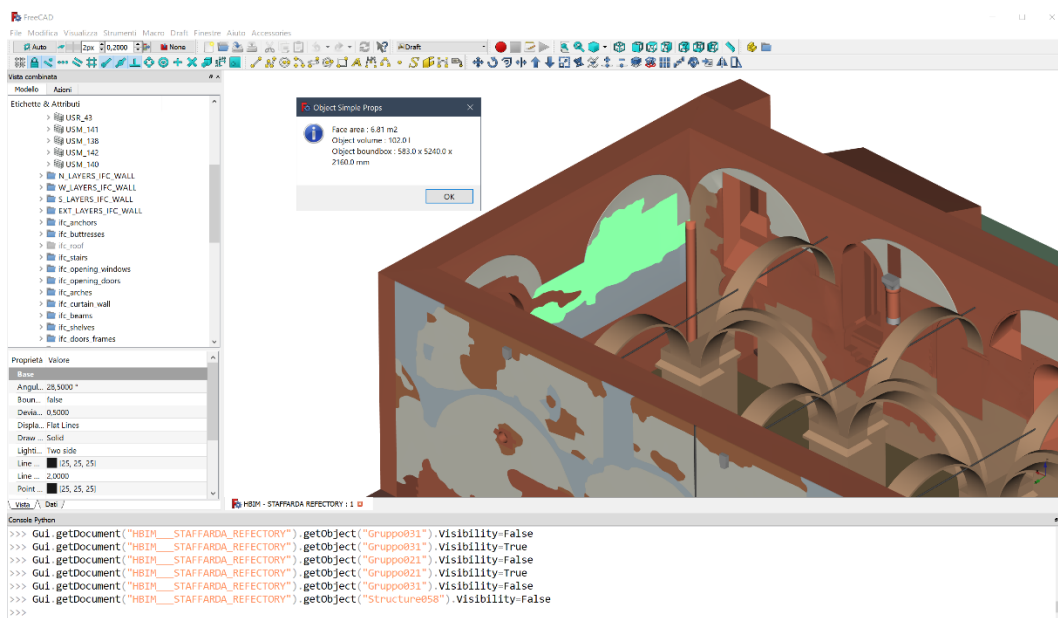 FreeCAD
File Modifica Visualizza Strumenti Macro Draft Finestre Aiuto Accessories
Auto 2px 0,2000 None Draft
Vista combinata
Modello Azioni
Etichette & Attributi
USR_43
USM_141
USM_138
USM_142
USM_140
N_LAYERS_IFC_WALL
W_LAYERS_IFC_WALL
S_LAYERS_IFC_WALL
EXT_LAYERS_IFC_WALL
ifc_anchors
ifc_buttresses
ifc_roof
ifc_stairs
ifc_opening_windows
ifc_opening_doors
ifc_arches
ifc_curtain_wall
ifc_beams
ifc_shelves
ifc_doors_frames
Object Simple Props
Face area : 6.81 m2
Object volume : 102.0 l
Object boundbox : 583.0 x 5240.0 x
2160.0 mm
OK
Proprietà Valore
Base
Angul... 28,5000 °
Boun... false
Devia... 0,5000
Displa... Flat Lines
Draw ... Solid
Lighti... Two side
Line ... [25, 25, 25]
Line ... 2,0000
Point ... [25, 25, 25]
Vista Dati
HBIM - STAFFARDA REFECTORY : 1
Console Python
>>> Gui.getDocument("HBIM___STAFFARDA_REFECTORY").getObject("Gruppo031").Visibility=False
>>> Gui.getDocument("HBIM___STAFFARDA_REFECTORY").getObject("Gruppo031").Visibility=True
>>> Gui.getDocument("HBIM___STAFFARDA_REFECTORY").getObject("Gruppo021").Visibility=False
>>> Gui.getDocument("HBIM___STAFFARDA_REFECTORY").getObject("Gruppo021").Visibility=True
>>> Gui.getDocument("HBIM___STAFFARDA_REFECTORY").getObject("Gruppo031").Visibility=False
>>> Gui.getDocument("HBIM___STAFFARDA_REFECTORY").getObject("Structure058").Visibility=False
>>>